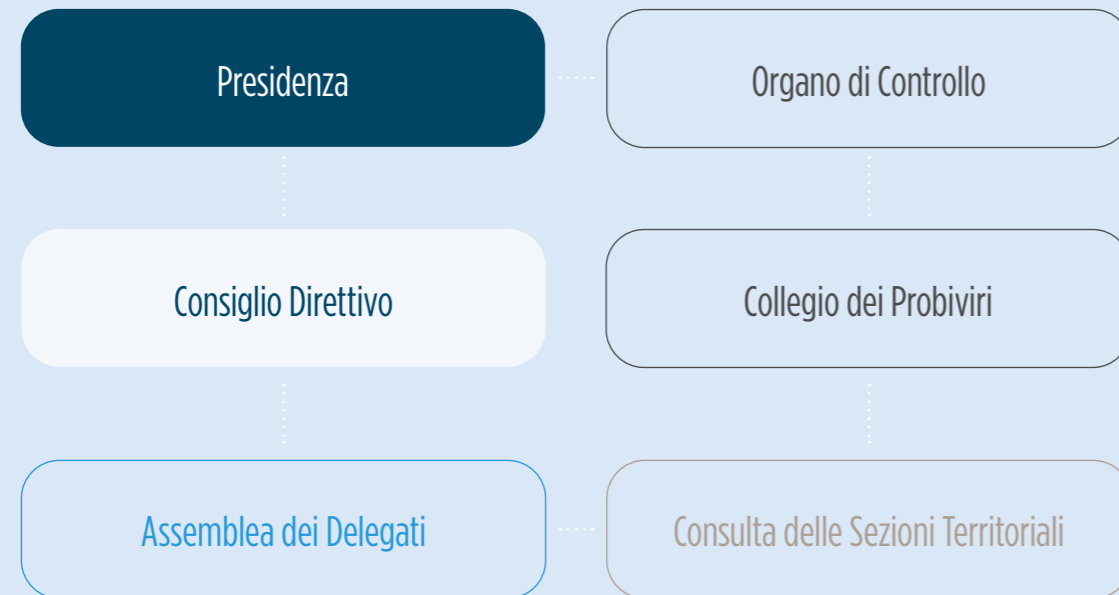 Presidenza
Organo di Controllo
Consiglio Direttivo
Collegio dei Probiviri
Assemblea dei Delegati
Consulta delle Sezioni Territoriali